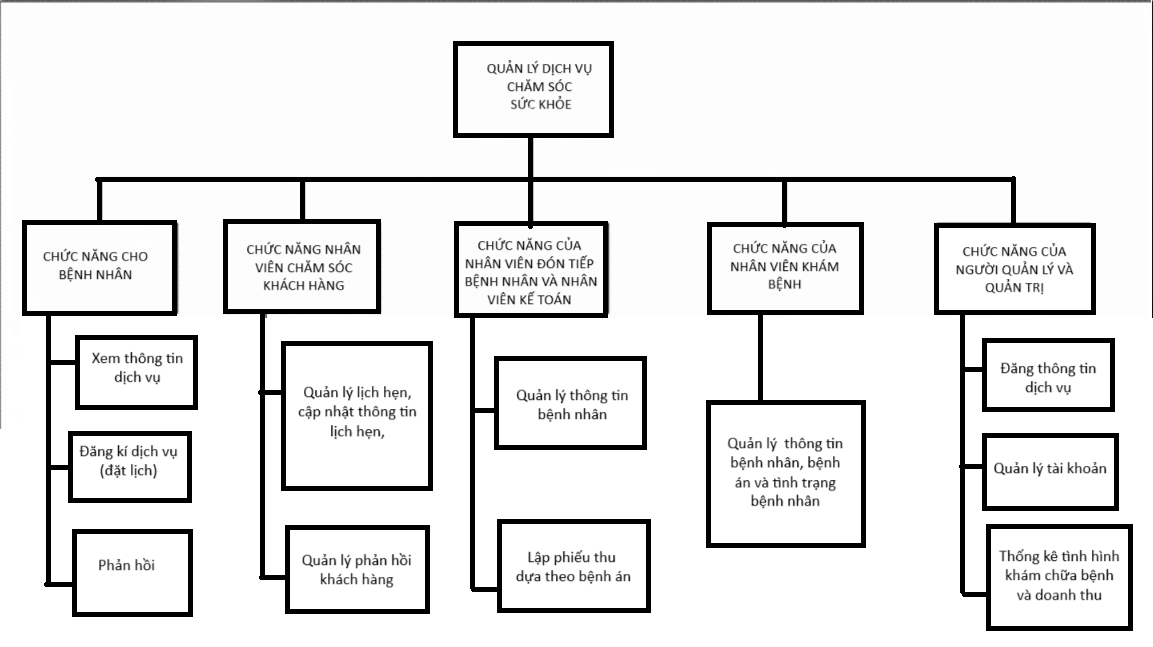 QUẢN LÝ DỊCH VỤ
CHĂM SÓC
SỨC KHỎE
CHỨC NĂNG CHO
BỆNH NHÂN
CHỨC NĂNG NHÂN
VIÊN CHĂM SÓC
KHÁCH HÀNG
CHỨC NĂNG CỦA
NHÂN VIÊN ĐÓN TIẾP
BỆNH NHÂN VÀ NHÂN
VIÊN KẾ TOÁN
CHỨC NĂNG CỦA
NHÂN VIÊN KHÁM
BỆNH
CHỨC NĂNG CỦA
NGƯỜI QUẢN LÝ VÀ
QUẢN TRỊ
Xem thông tin
dịch vụ
Đăng kí dịch vụ
(đặt lịch)
Phản hồi
Quản lý lịch hẹn,
cập nhật thông tin
lịch hẹn,
Quản lý phản hồi
khách hàng
Quản lý thông tin
bệnh nhân
Lập phiếu thu
dựa theo bệnh án
Quản lý  thông tin
bệnh nhân, bệnh
án và tình trạng
bệnh nhân
Đăng thông tin
dịch vụ
Quản lý tài khoản
Thống kê tình hình
khám chữa bệnh
và doanh thu